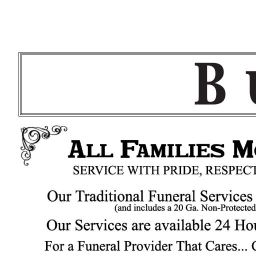 B
ALL FAMILIES
SERVICE WITH PRIDE, RESPECT
Our Traditional Funeral Services
(and includes a 20 Ga. Non-Protected
Our Services are available 24
For a Funeral Provider That Cares...